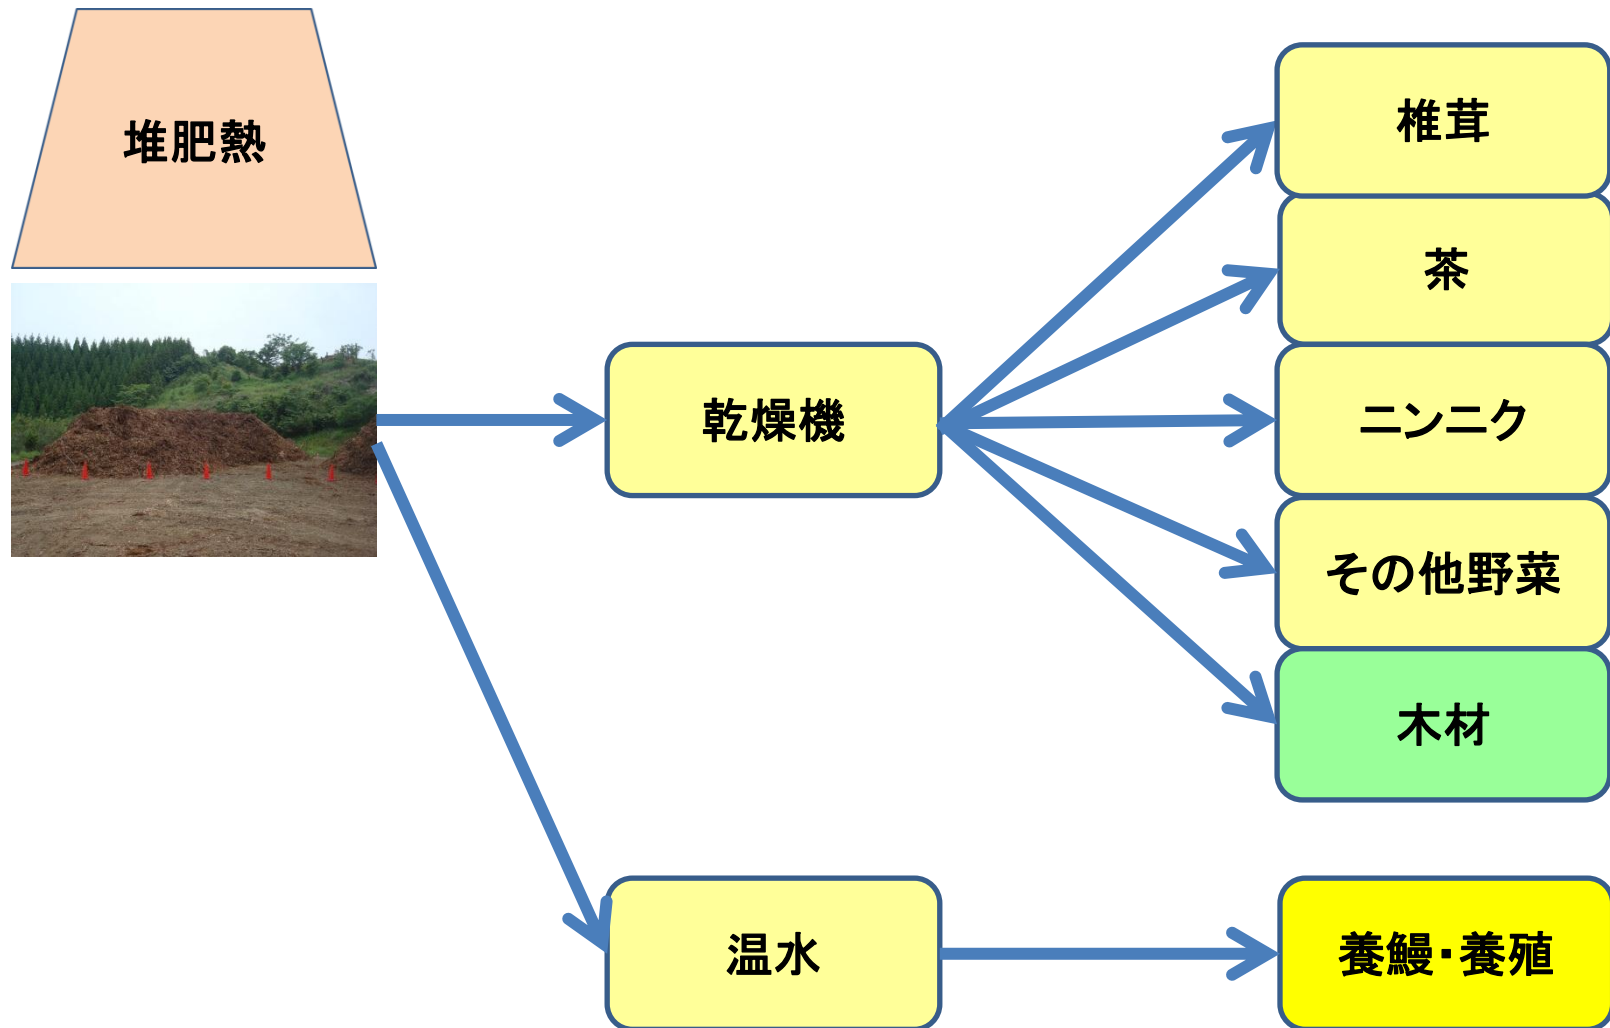 堆肥熱
乾燥機
温水
椎茸
茶
ニンニク
その他野菜
木材
養鰻・養殖